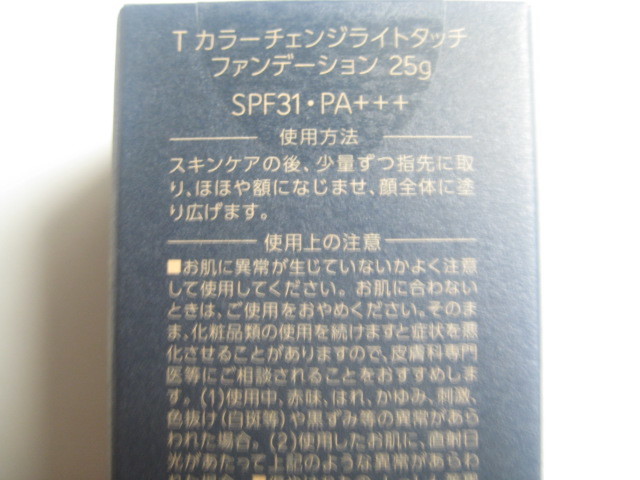 T カラーチェンジライトタッチ
ファンデーション 25g
SPF31・PA+++
使用方法
スキンケアの後、少量ずつ指先に取
り、ほほや額になじませ、顔全体に塗
り広げます。
使用上の注意
■お肌に異常が生じていないかよく注意
して使用してください。お肌に合わない
ときは、ご使用をおやめください。そのま
ま、化粧品類の使用を続けますと症状を悪
化させることがありますので、皮膚科専門
医等にご相談されることをおすすめしま
す。(1)使用中、赤味、はれ、かゆみ、刺激、
色抜け(白斑等)や黒ずみ等の異常があら
われた場合。(2)使用したお肌に、直射日
光があたって上記のような異常があらわ